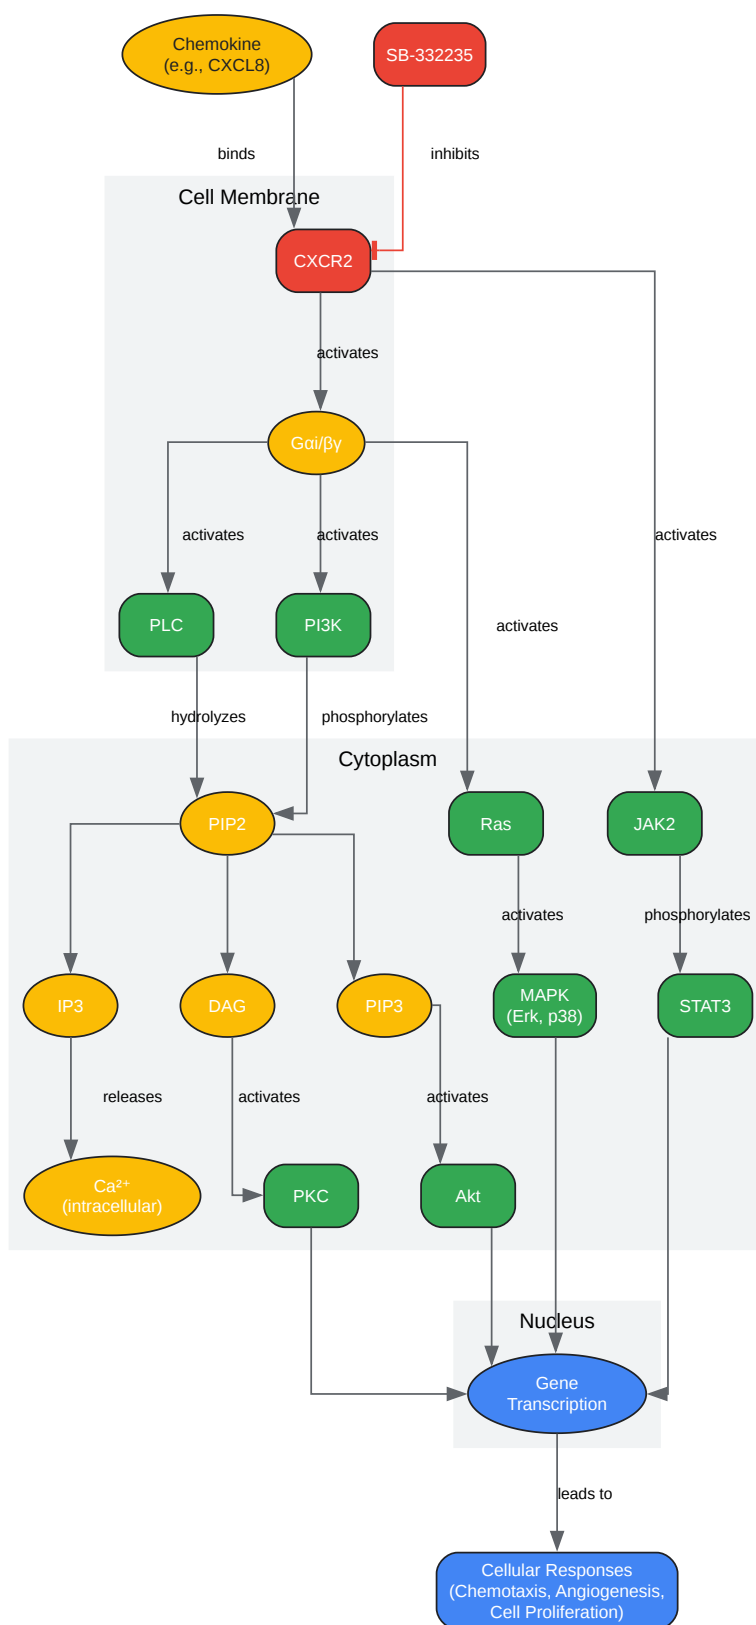 Chemokine
(e.g., CXCL8)
SB-332235
binds
inhibits
Cell Membrane
CXCR2
activates
Gαi/βγ
activates
activates
activates
PLC
PI3K
activates
hydrolyzes
phosphorylates
Cytoplasm
PIP2
Ras
JAK2
activates
phosphorylates
IP3
DAG
PIP3
MAPK
(Erk, p38)
STAT3
releases
activates
activates
Ca²⁺
(intracellular)
PKC
Akt
Nucleus
Gene
Transcription
leads to
Cellular Responses
(Chemotaxis, Angiogenesis,
Cell Proliferation)